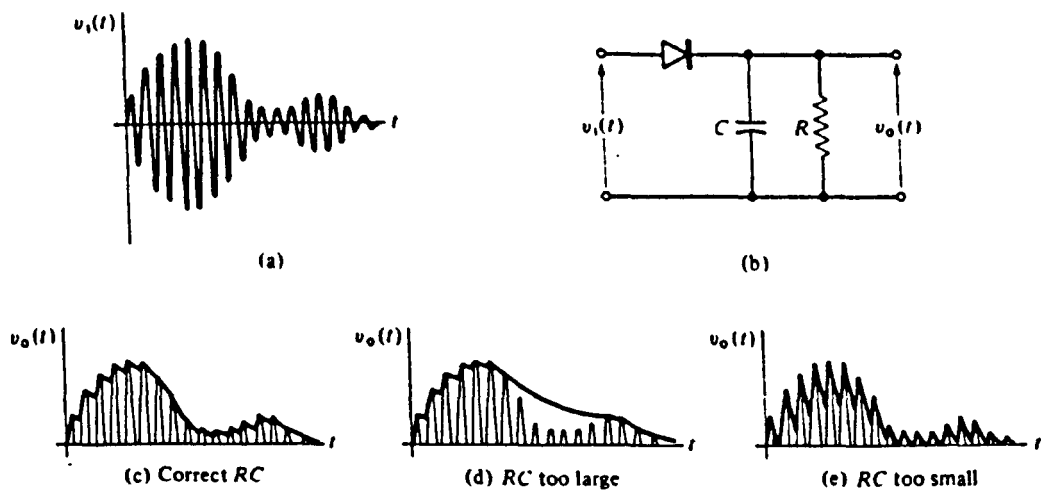 v₁(t)
t
(a)
v₁(t)
C
R
v₀(t)
(b)
v₀(t)
t
(c) Correct RC
v₀(t)
t
(d) RC too large
v₀(t)
t
(e) RC too small